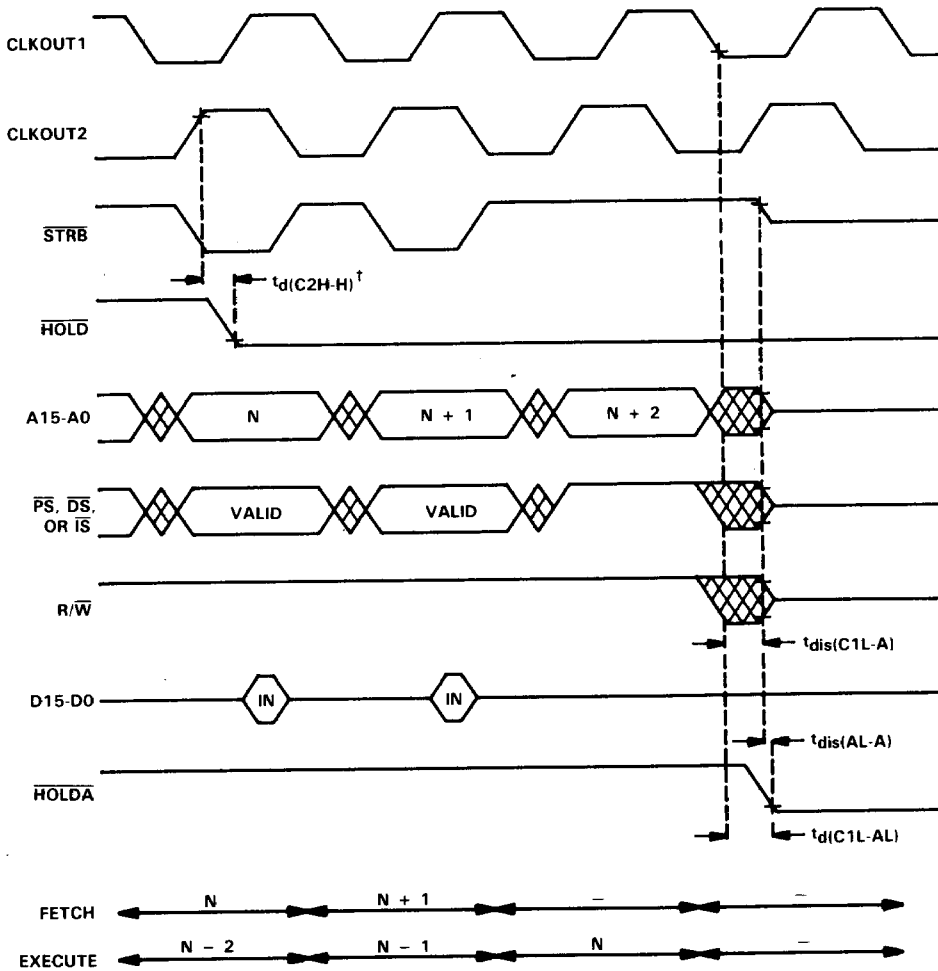 CLKOUT1
CLKOUT2
STRB
td(C2H-H)†
HOLD
A15-A0 N N + 1 N + 2
PS, DS,
OR IS
VALID VALID
R/W
tdis(C1L-A)
D15-D0 IN IN
tdis(AL-A)
HOLDA
td(C1L-AL)
FETCH N N + 1 – –
EXECUTE N – 2 N – 1 N –